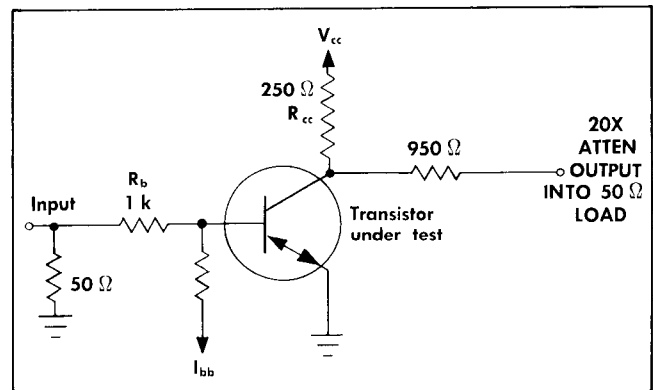 Vcc
250 Ω
Rcc
950 Ω
20X
ATTEN
OUTPUT
INTO 50 Ω
LOAD
Rb
1 k
Input
Transistor
under test
50 Ω
Ibb